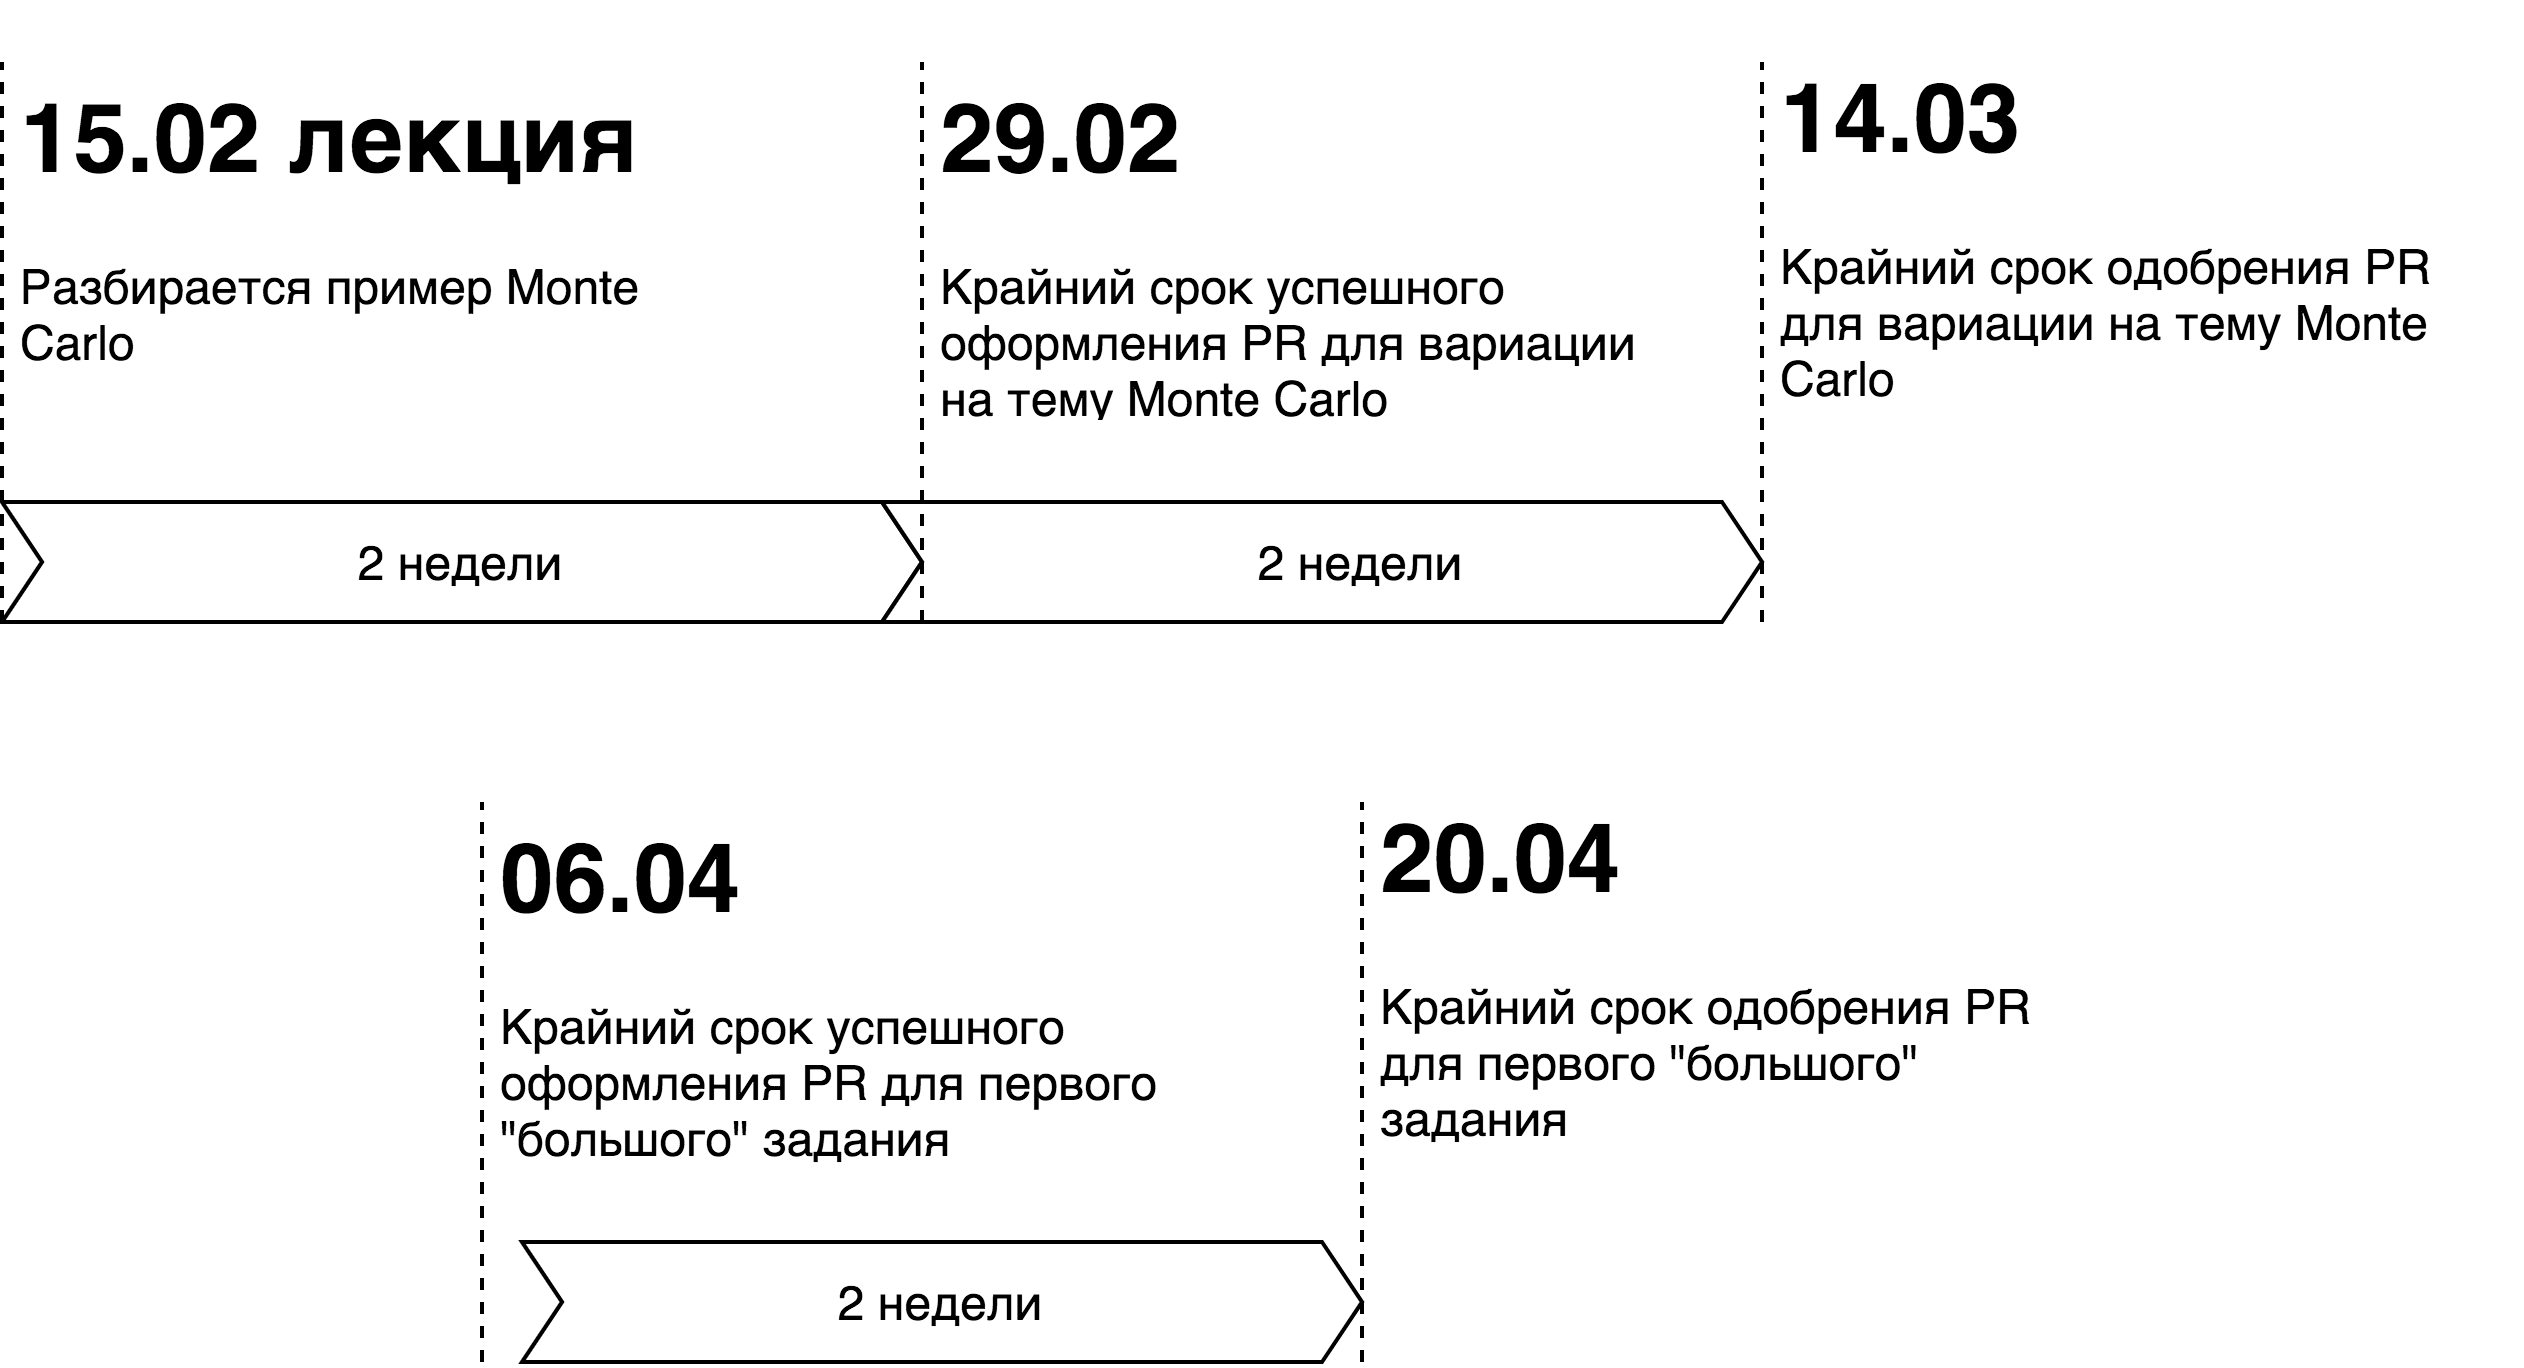 15.02 лекция
Разбирается пример Monte
Carlo
29.02
Крайний срок успешного
оформления PR для вариации
на тему Monte Carlo
14.03
Крайний срок одобрения PR
для вариации на тему Monte
Carlo
2 недели
2 недели
06.04
Крайний срок успешного
оформления PR для первого
"большого" задания
20.04
Крайний срок одобрения PR
для первого "большого"
задания
2 недели